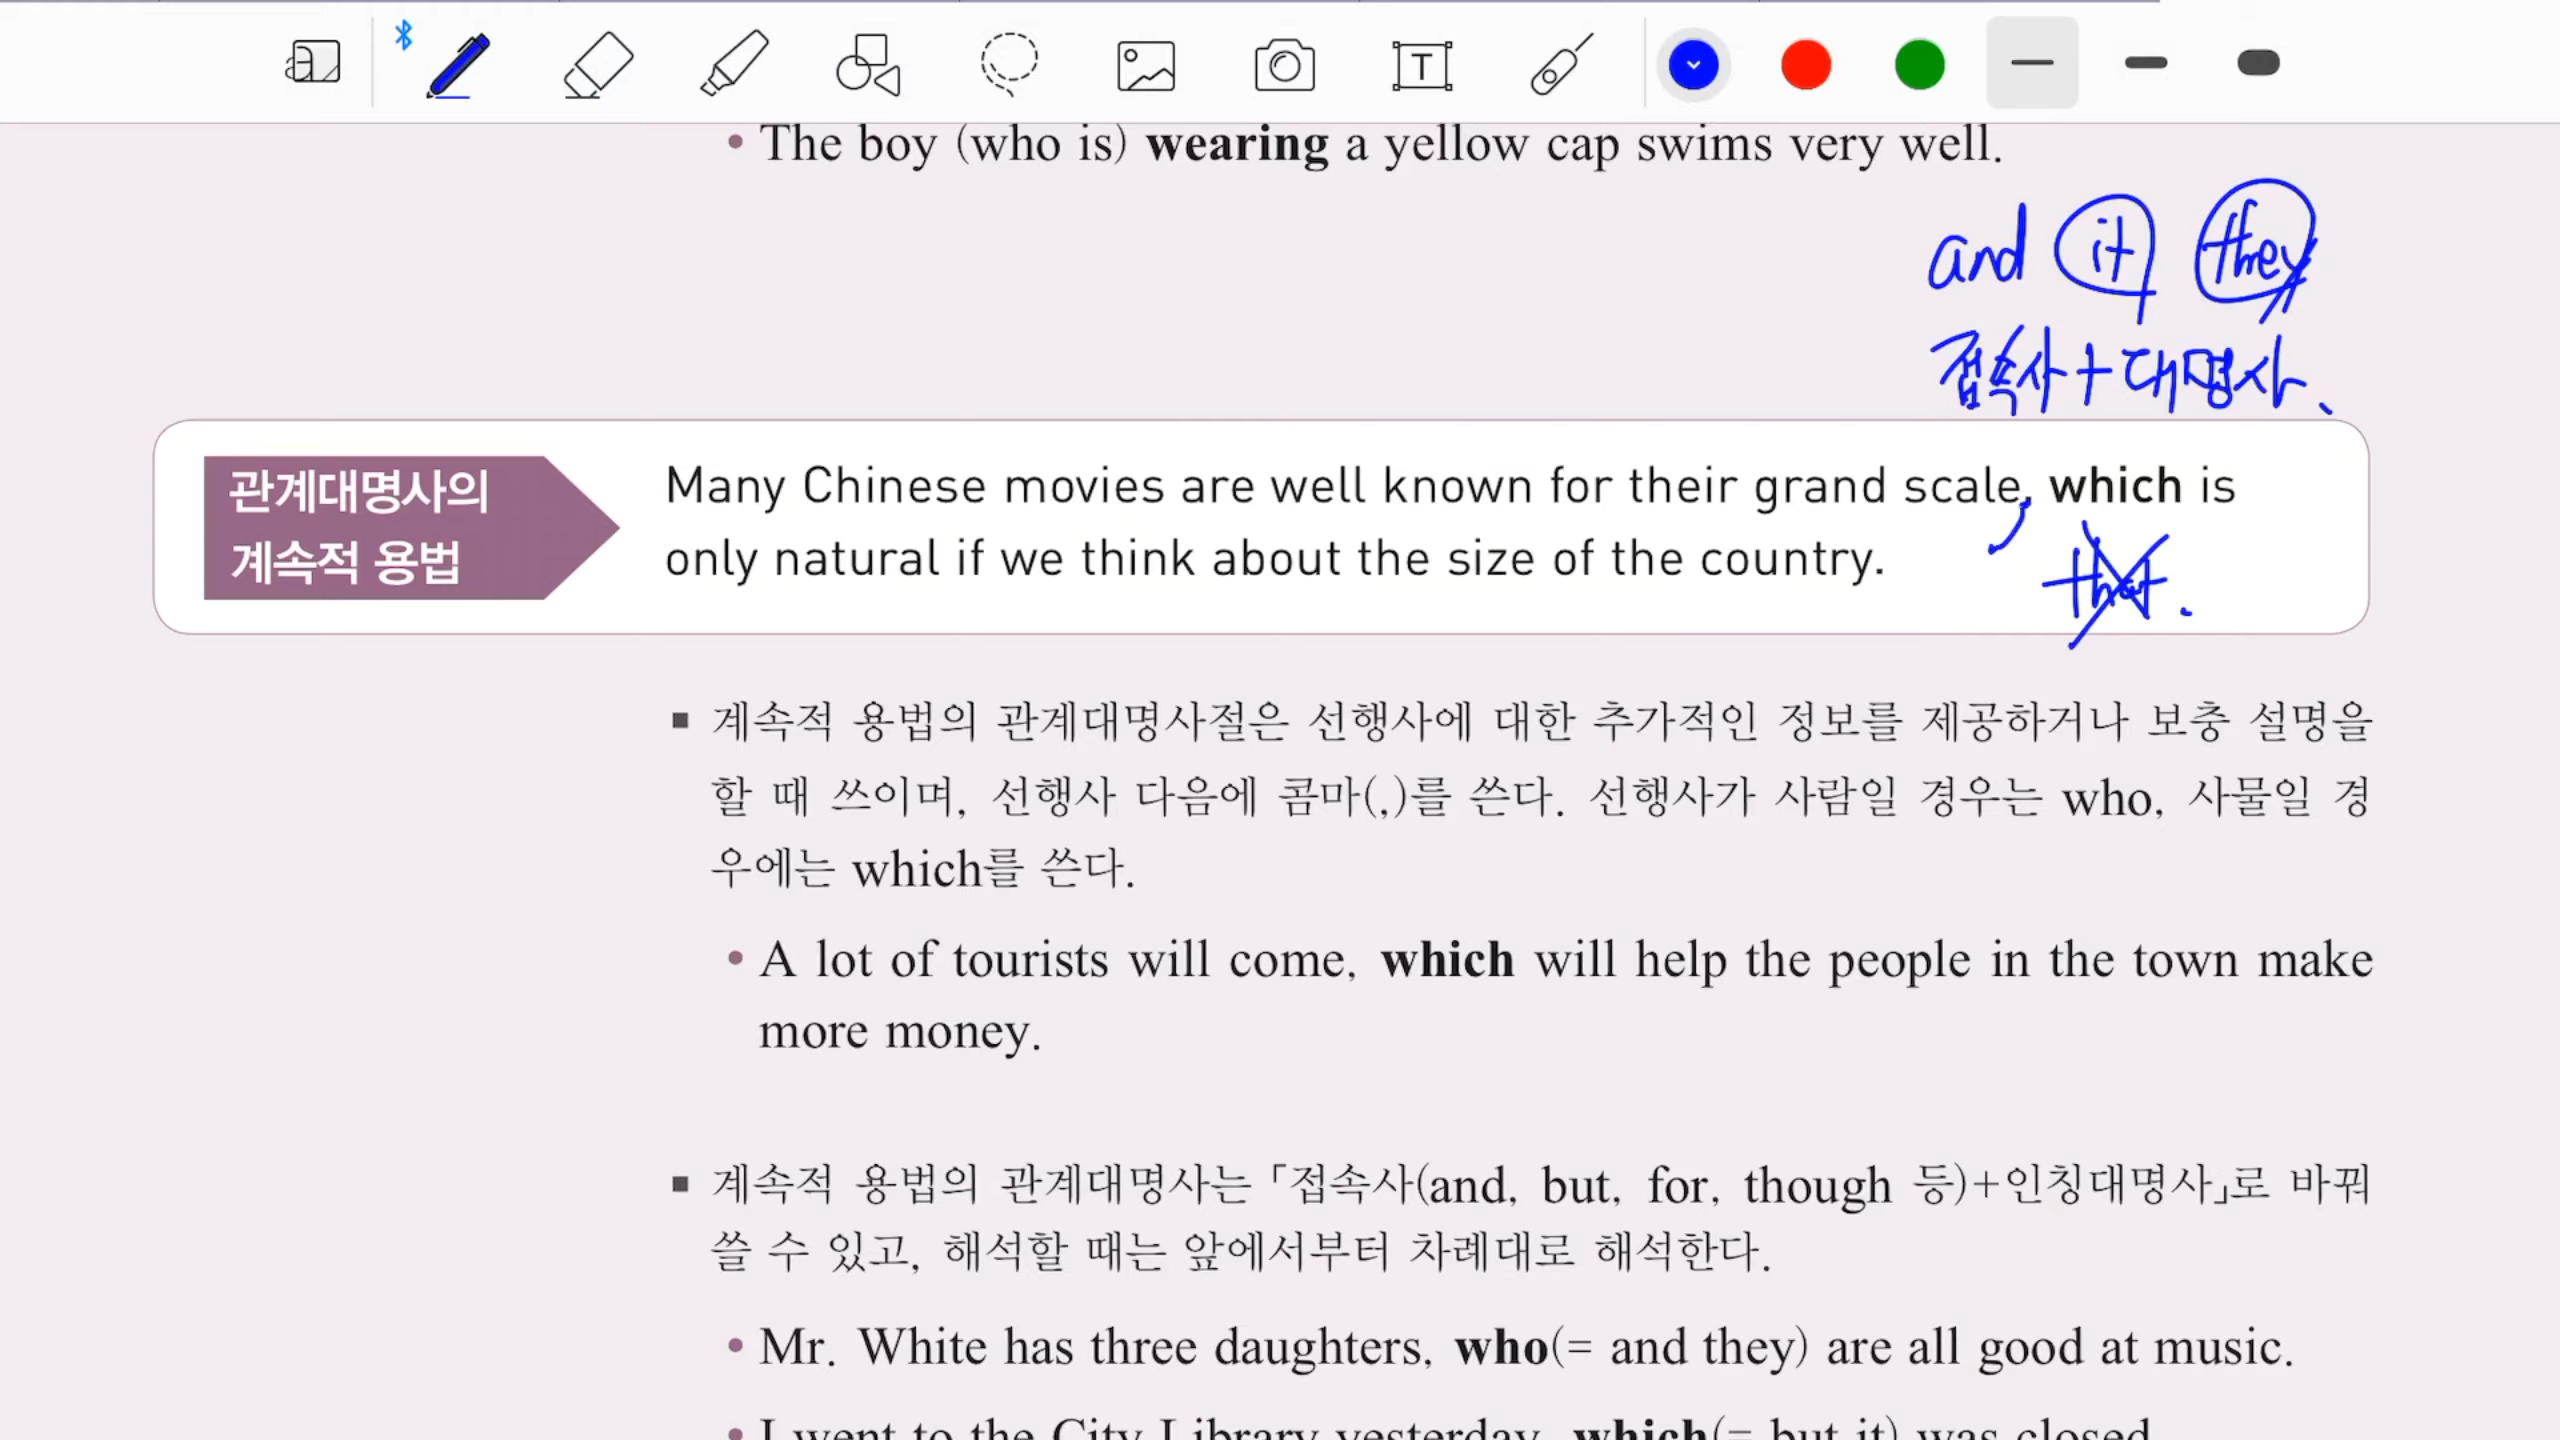 • The boy (who is) wearing a yellow cap swims very well.
and it they
접속사+대명사
관계대명사의
계속적 용법
Many Chinese movies are well known for their grand scale, which is
only natural if we think about the size of the country.
that.
▪ 계속적 용법의 관계대명사절은 선행사에 대한 추가적인 정보를 제공하거나 보충 설명을
할 때 쓰이며, 선행사 다음에 콤마(,)를 쓴다. 선행사가 사람일 경우는 who, 사물일 경
우에는 which를 쓴다.
• A lot of tourists will come, which will help the people in the town make
more money.
▪ 계속적 용법의 관계대명사는 「접속사(and, but, for, though 등)+인칭대명사」로 바꿔
쓸 수 있고, 해석할 때는 앞에서부터 차례대로 해석한다.
• Mr. White has three daughters, who(= and they) are all good at music.
• I went to the City Library yesterday, which(= but it) was closed.